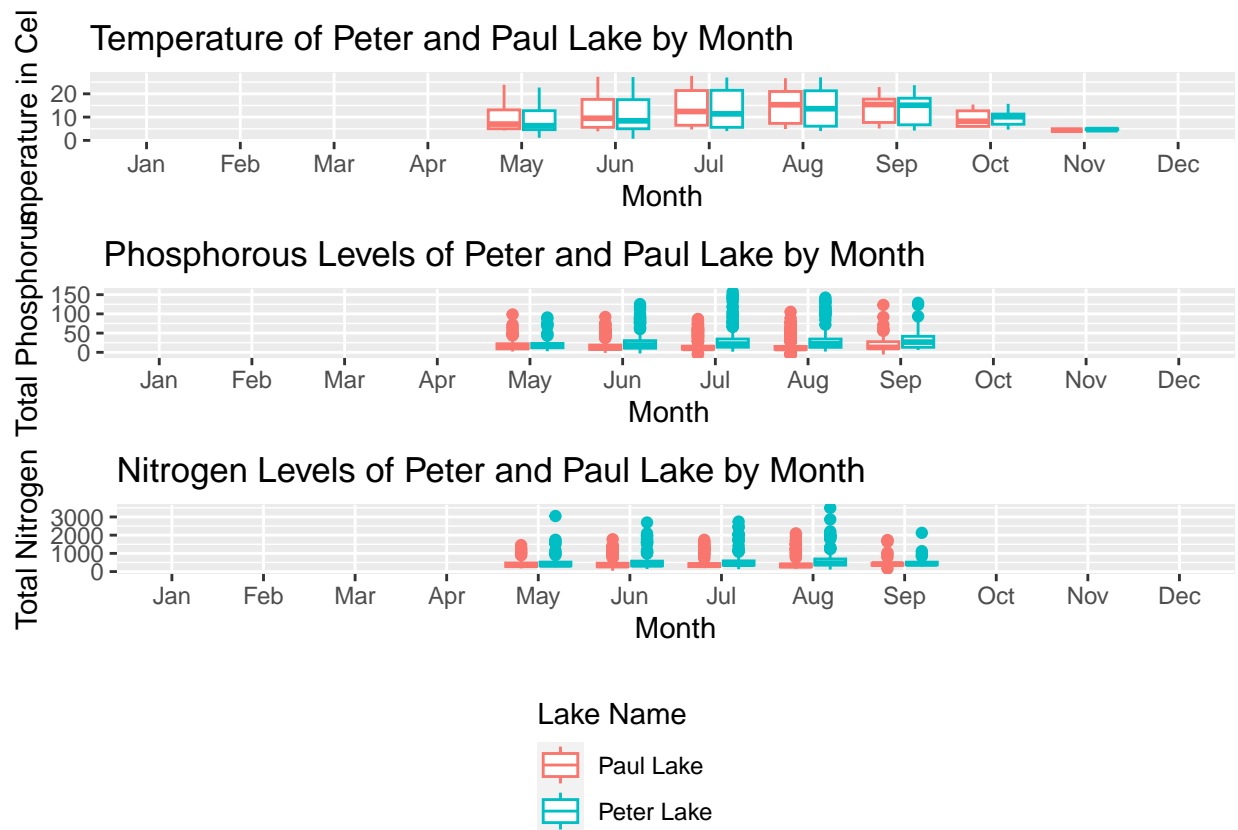 Temperature of Peter and Paul Lake by Month
mperature in Cel
20
10
0
Jan Feb Mar Apr May Jun Jul Aug Sep Oct Nov Dec
Month
Phosphorous Levels of Peter and Paul Lake by Month
Total Phosphorus
150
100
50
0
Jan Feb Mar Apr May Jun Jul Aug Sep Oct Nov Dec
Month
Nitrogen Levels of Peter and Paul Lake by Month
Total Nitrogen
3000
2000
1000
0
Jan Feb Mar Apr May Jun Jul Aug Sep Oct Nov Dec
Month
Lake Name
Paul Lake
Peter Lake